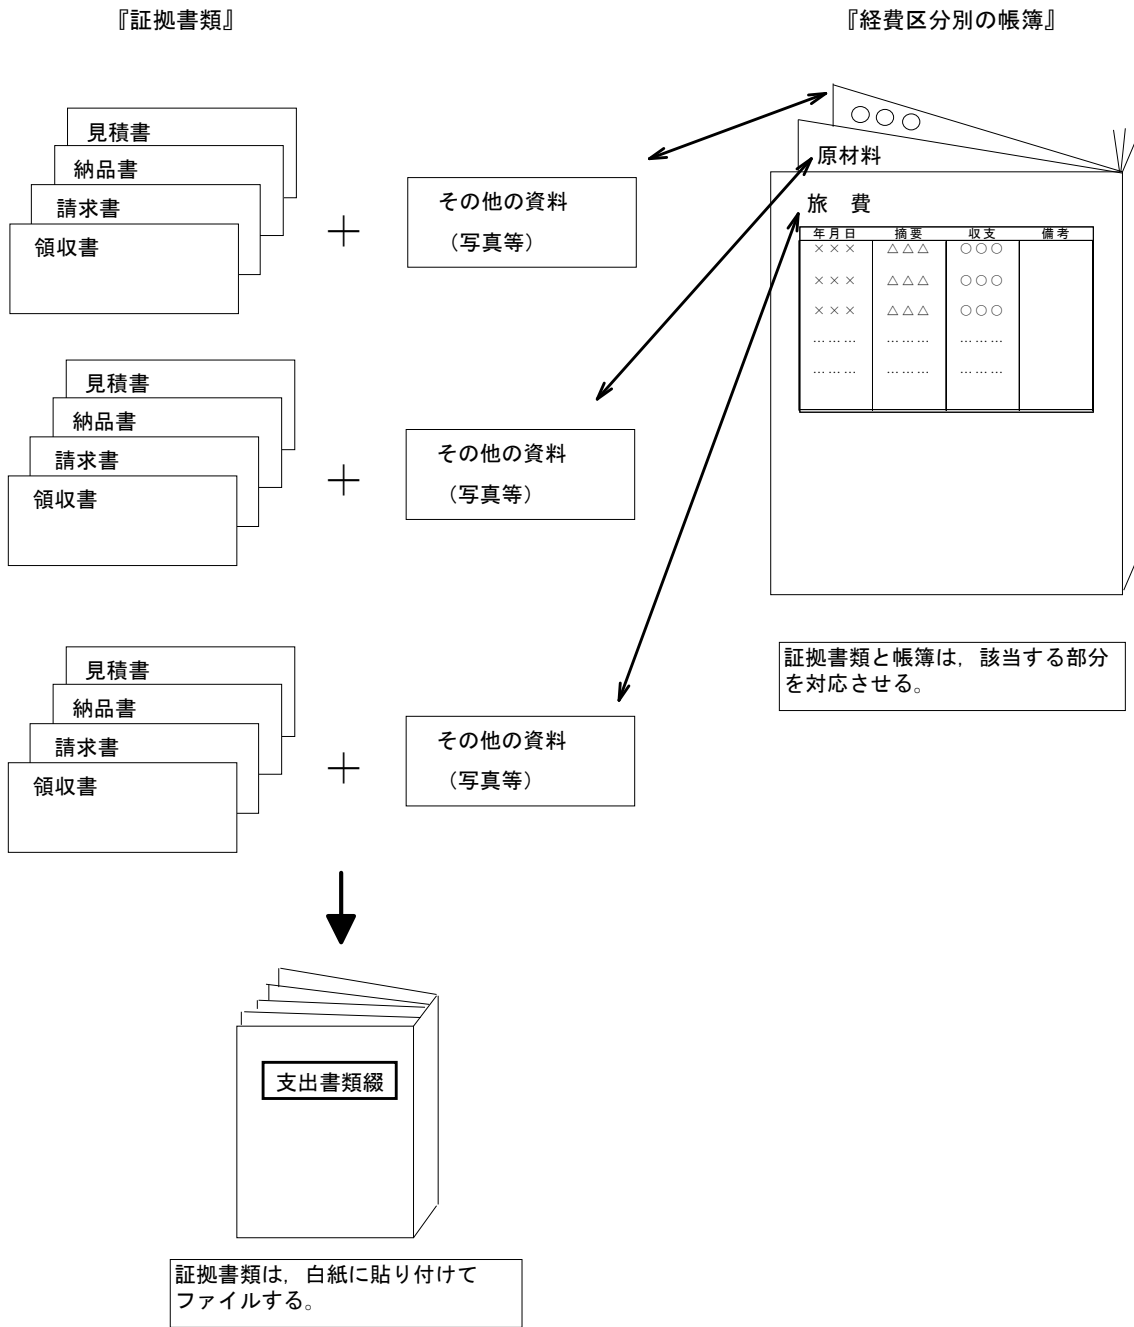 『証拠書類』
『経費区分別の帳簿』
見積書
納品書
請求書
領収書
+
その他の資料
(写真等)
○○○
原材料
旅 費
年月日 摘要 収支 備考
××× △△△ ○○○
××× △△△ ○○○
××× △△△ ○○○
……… ……… ………
……… ……… ………
見積書
納品書
請求書
領収書
+
その他の資料
(写真等)
証拠書類と帳簿は,該当する部分
を対応させる。
見積書
納品書
請求書
領収書
+
その他の資料
(写真等)
支出書類綴
証拠書類は,白紙に貼り付けて
ファイルする。